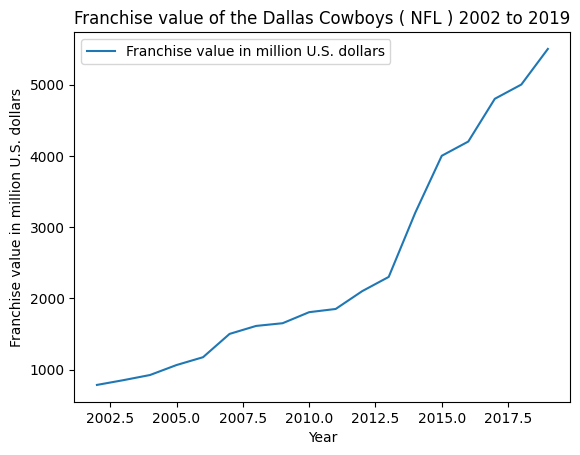 Franchise value of the Dallas Cowboys ( NFL ) 2002 to 2019
Franchise value in million U.S. dollars
Franchise value in million U.S. dollars
5000
4000
3000
2000
1000
2002.5 2005.0 2007.5 2010.0 2012.5 2015.0 2017.5
Year